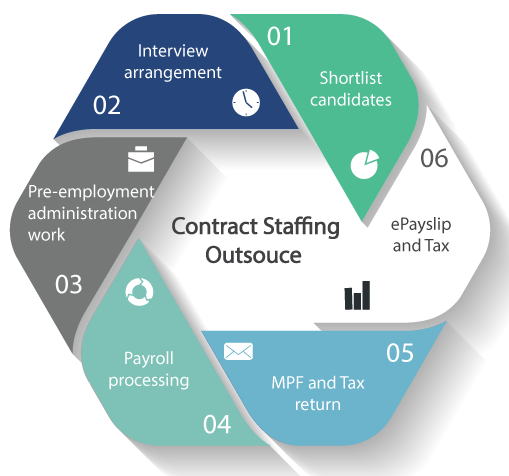 Contract Staffing
Outsouce
01
Shortlist
candidates
Interview
arrangement
02
Pre-employment
administration
work
03
Payroll
processing
04
05
MPF and Tax
return
06
ePayslip
and Tax